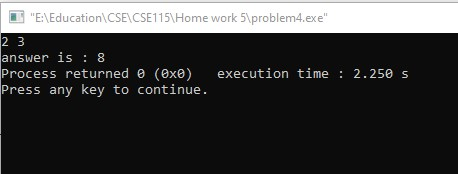 "E:\Education\CSE\CSE115\Home work 5\problem4.exe"
2 3
answer is : 8
Process returned 0 (0x0)   execution time : 2.250 s
Press any key to continue.